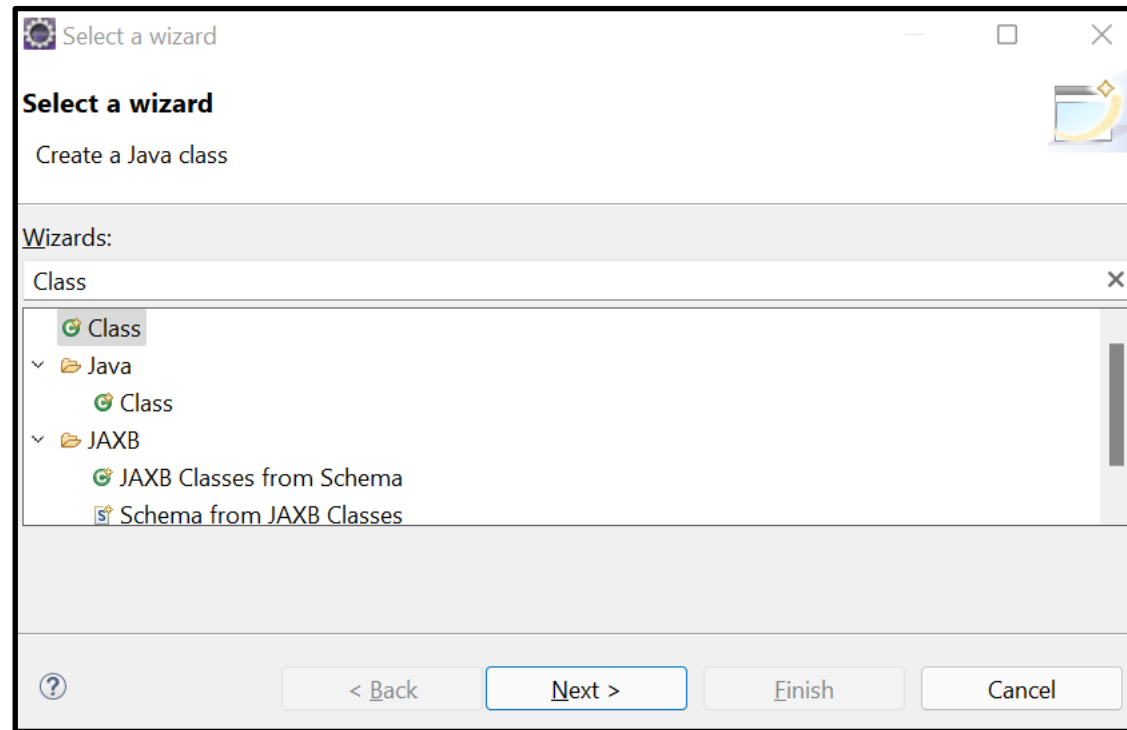 Select a wizard
Select a wizard
Create a Java class
Wizards:
Class
Class
Java
Class
JAXB
JAXB Classes from Schema
Schema from JAXB Classes
? < Back Next > Finish Cancel